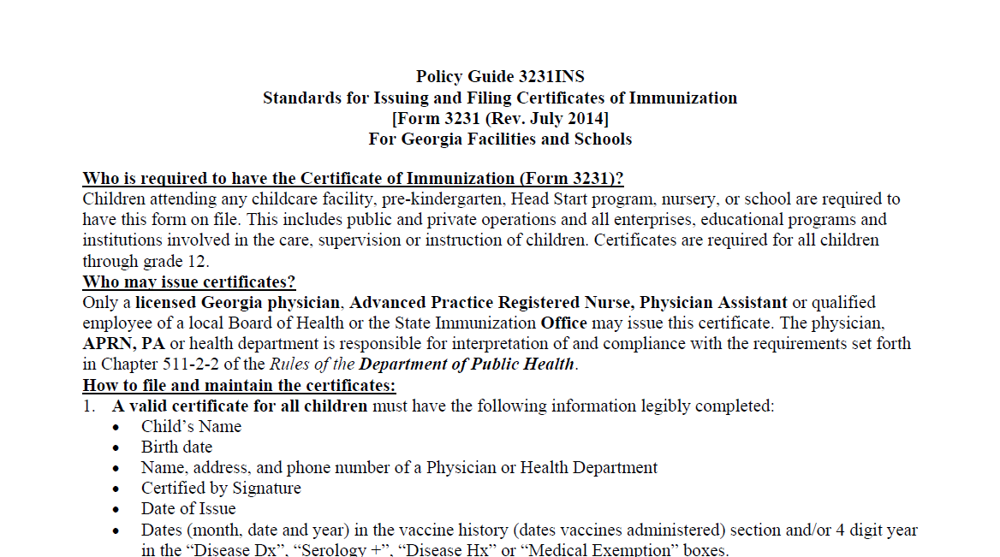 Policy Guide 3231INS
Standards for Issuing and Filing Certificates of Immunization
[Form 3231 (Rev. July 2014]
For Georgia Facilities and Schools
Who is required to have the Certificate of Immunization (Form 3231)?
Children attending any childcare facility, pre-kindergarten, Head Start program, nursery, or school are required to
have this form on file. This includes public and private operations and all enterprises, educational programs and
institutions involved in the care, supervision or instruction of children. Certificates are required for all children
through grade 12.
Who may issue certificates?
Only a licensed Georgia physician, Advanced Practice Registered Nurse, Physician Assistant or qualified
employee of a local Board of Health or the State Immunization Office may issue this certificate. The physician,
APRN, PA or health department is responsible for interpretation of and compliance with the requirements set forth
in Chapter 511-2-2 of the Rules of the Department of Public Health.
How to file and maintain the certificates:
1. A valid certificate for all children must have the following information legibly completed:
• Child’s Name
• Birth date
• Name, address, and phone number of a Physician or Health Department
• Certified by Signature
• Date of Issue
• Dates (month, date and year) in the vaccine history (dates vaccines administered) section and/or 4 digit year
in the “Disease Dx”, “Serology +”, “Disease Hx” or “Medical Exemption” boxes.